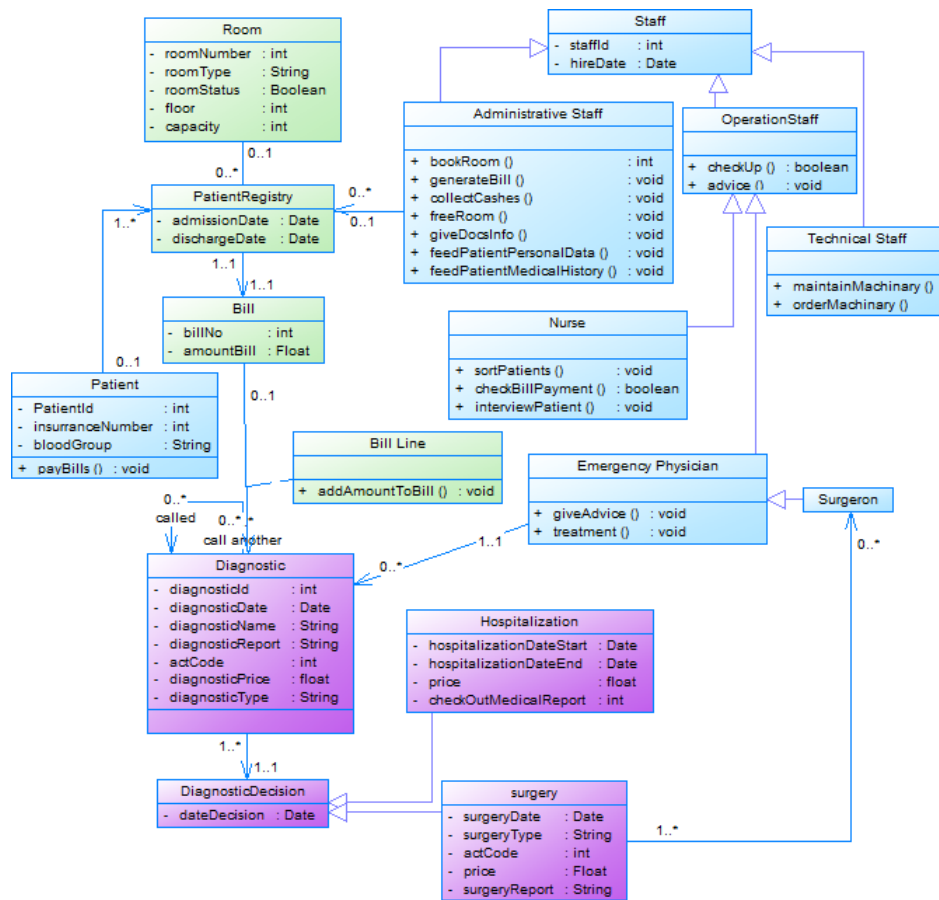 Room
- roomNumber : int
- roomType : String
- roomStatus : Boolean
- floor : int
- capacity : int
0..1
0..*
Staff
- staffId : int
- hireDate : Date
Administrative Staff
+ bookRoom () : int
+ generateBill () : void
+ collectCashes () : void
+ freeRoom () : void
+ giveDocsInfo () : void
+ feedPatientPersonalData () : void
+ feedPatientMedicalHistory () : void
OperationStaff
+ checkUp () : boolean
+ advice () : void
PatientRegistry
- admissionDate : Date
- dischargeDate : Date
0..*
0..1
1..*
1..1
1..1
Technical Staff
+ maintainMachinary ()
+ orderMachinary ()
Bill
- billNo : int
- amountBill : Float
0..1
0..1
Nurse
+ sortPatients () : void
+ checkBillPayment () : boolean
+ interviewPatient () : void
Patient
- PatientId : int
- insurranceNumber : int
- bloodGroup : String
+ payBills () : void
Bill Line
+ addAmountToBill () : void
Emergency Physician
+ giveAdvice () : void
+ treatment () : void
Surgeron
0..*
called
0..*
*
call another
1..1
0..*
0..*
Diagnostic
- diagnosticId : int
- diagnosticDate : Date
- diagnosticName : String
- diagnosticReport : String
- actCode : int
- diagnosticPrice : float
- diagnosticType : String
Hospitalization
- hospitalizationDateStart : Date
- hospitalizationDateEnd : Date
- price : float
- checkOutMedicalReport : int
1..*
1..1
DiagnosticDecision
- dateDecision : Date
surgery
- surgeryDate : Date
- surgeryType : String
- actCode : int
- price : Float
- surgeryReport : String
1..*